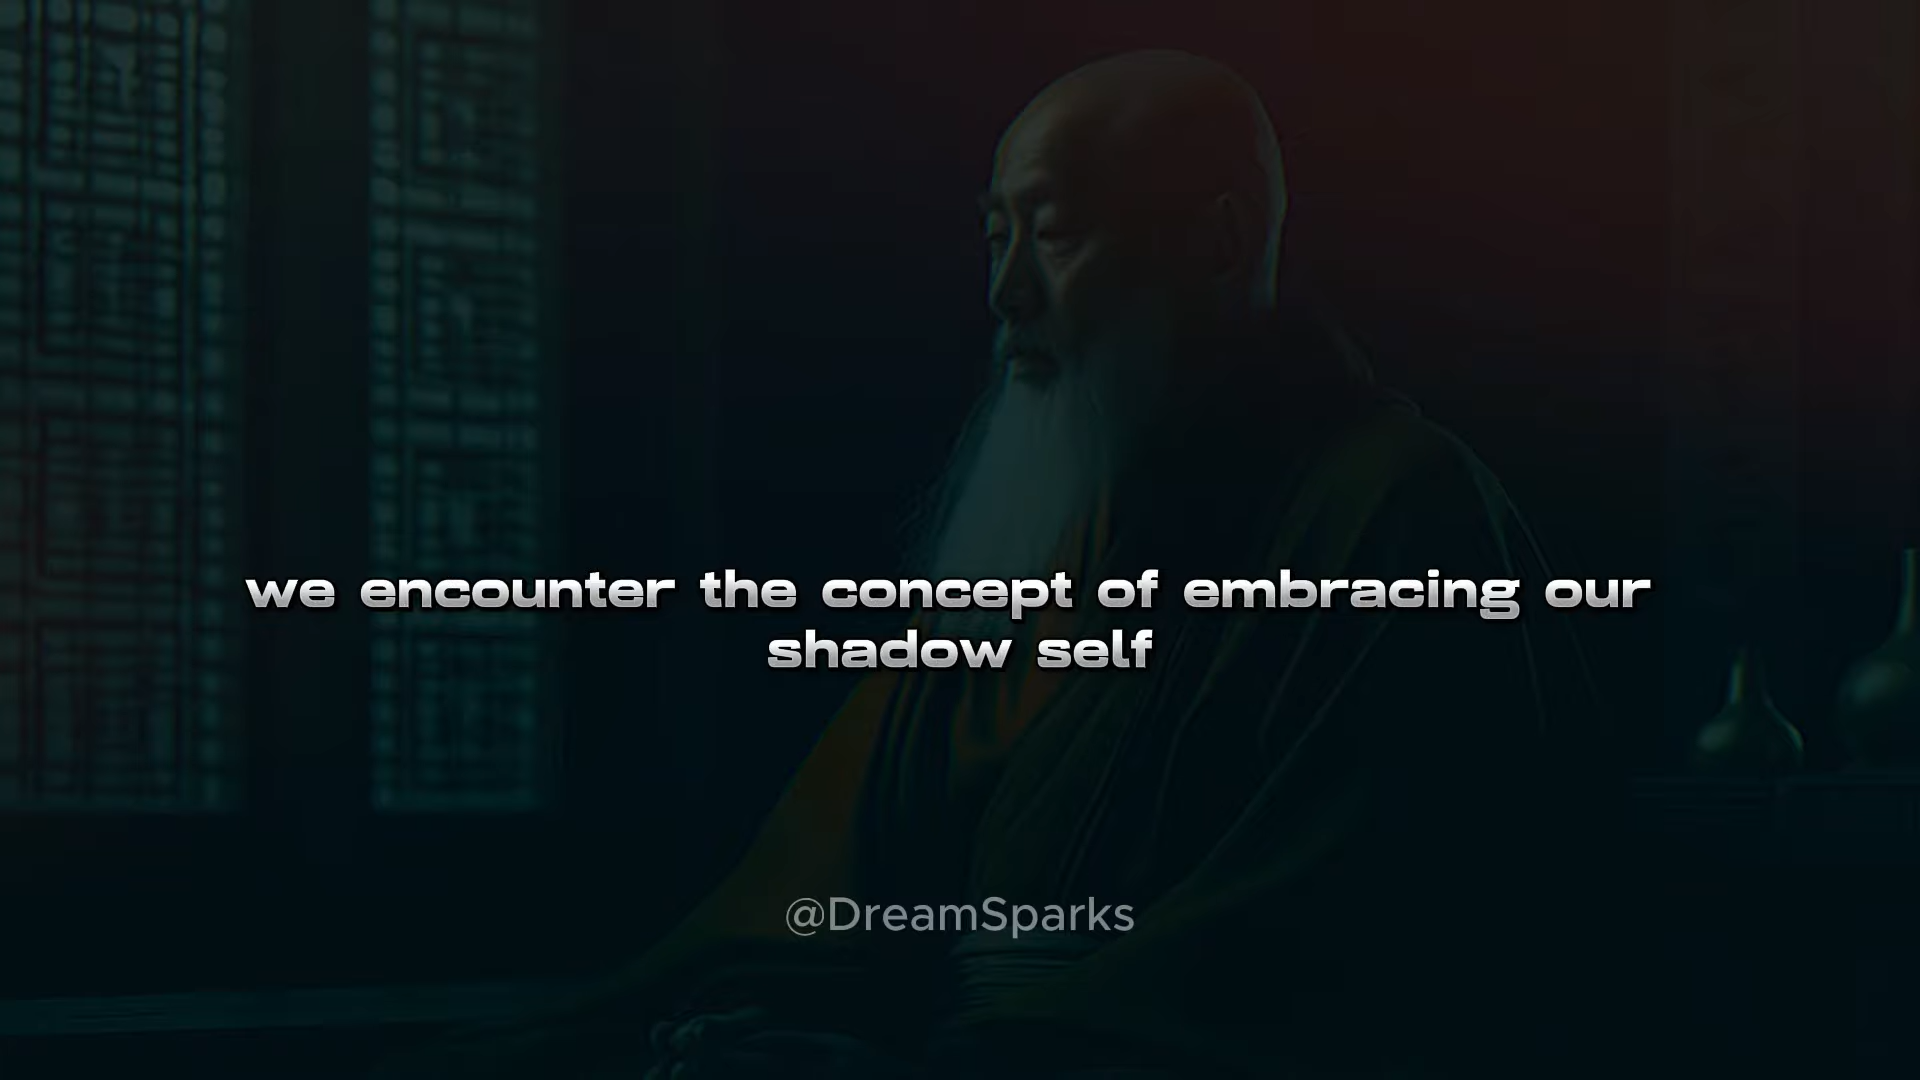 we encounter the concept of embracing our
shadow self
@DreamSparks